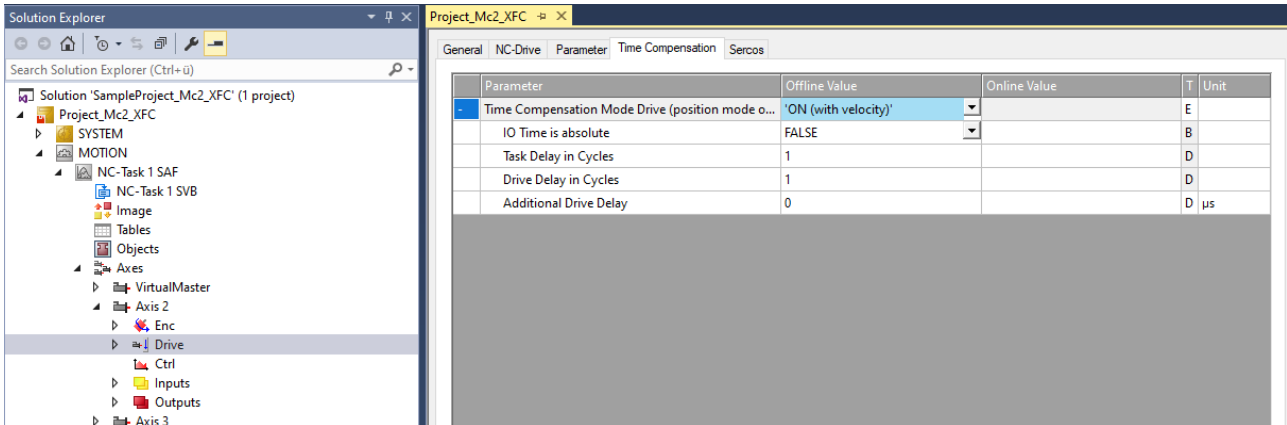 Solution Explorer
Search Solution Explorer (Ctrl+ü)
Solution 'SampleProject_Mc2_XFC' (1 project)
Project_Mc2_XFC
SYSTEM
MOTION
NC-Task 1 SAF
NC-Task 1 SVB
Image
Tables
Objects
Axes
VirtualMaster
Axis 2
Enc
Drive
Ctrl
Inputs
Outputs
Axis 3
Project_Mc2_XFC
General NC-Drive Parameter Time Compensation Sercos
Parameter Offline Value Online Value T Unit
- Time Compensation Mode Drive (position mode o... 'ON (with velocity)' E
IO Time is absolute FALSE B
Task Delay in Cycles 1 D
Drive Delay in Cycles 1 D
Additional Drive Delay 0 D µs